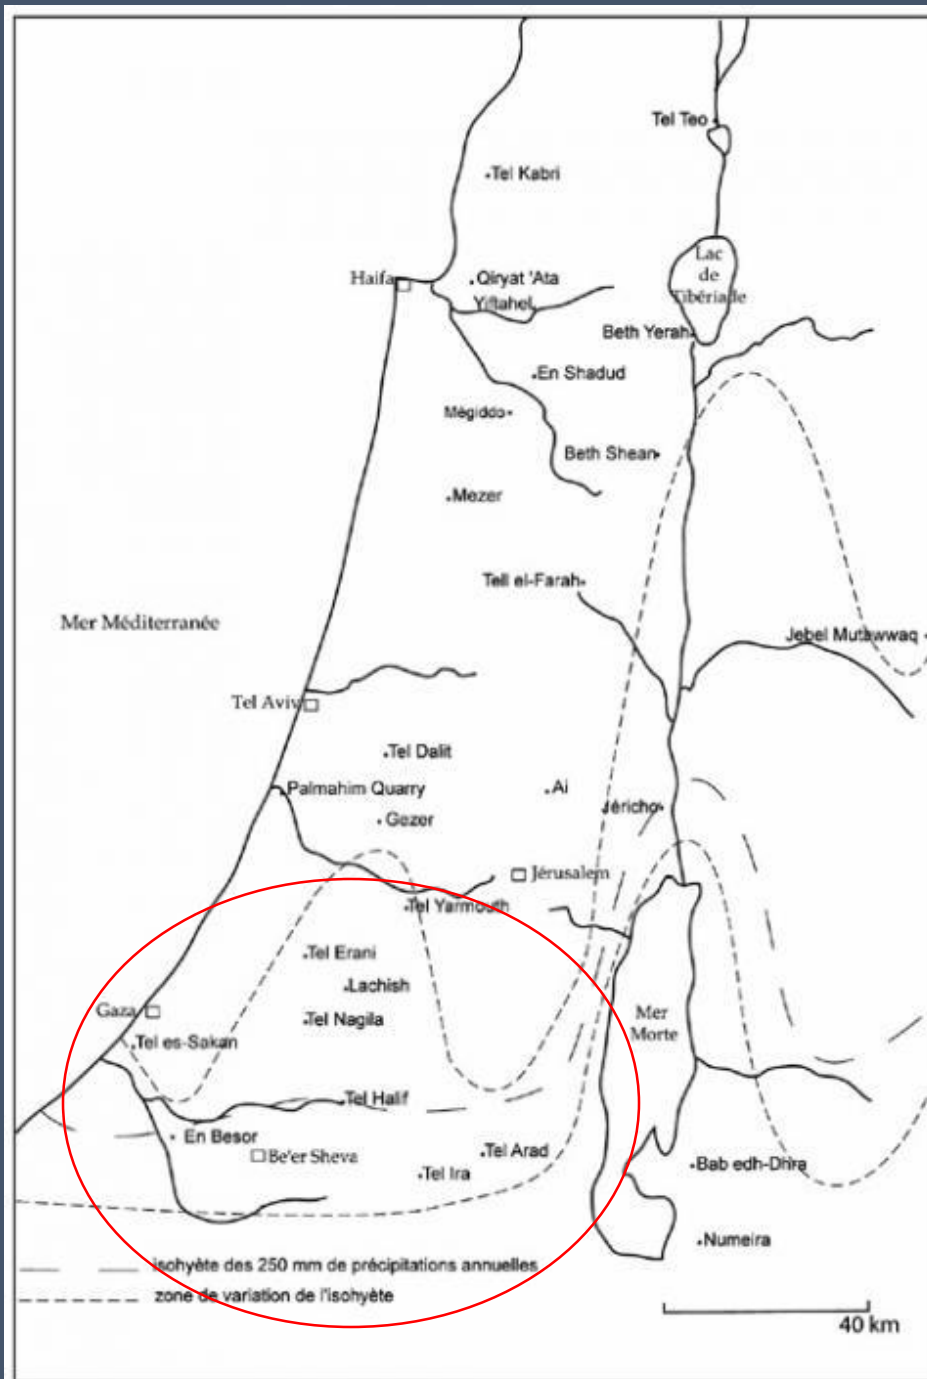 Tel Teo
Tel Kabri
Haifa
Qiryat 'Ata
Yiftahel
Lac
de
Tibériade
Beth Yerah
En Shadud
Mégiddo
Beth Shean
Mezer
Tell el-Farah
Mer Méditerranée
Jebel Mutawwaq
Tel Aviv
Tel Dalit
Palmahim Quarry
Ai
Jéricho
Gezer
Jérusalem
Tel Yarmouth
Tel Erani
Lachish
Gaza
Tel Nagila
Mer
Morte
Tel es-Sakan
Tel Halif
En Besor
Be'er Sheva
Tel Arad
Tel Ira
Bab edh-Dhra
Numeira
isohyète des 250 mm de précipitations annuelles
zone de variation de l'isohyète
40 km